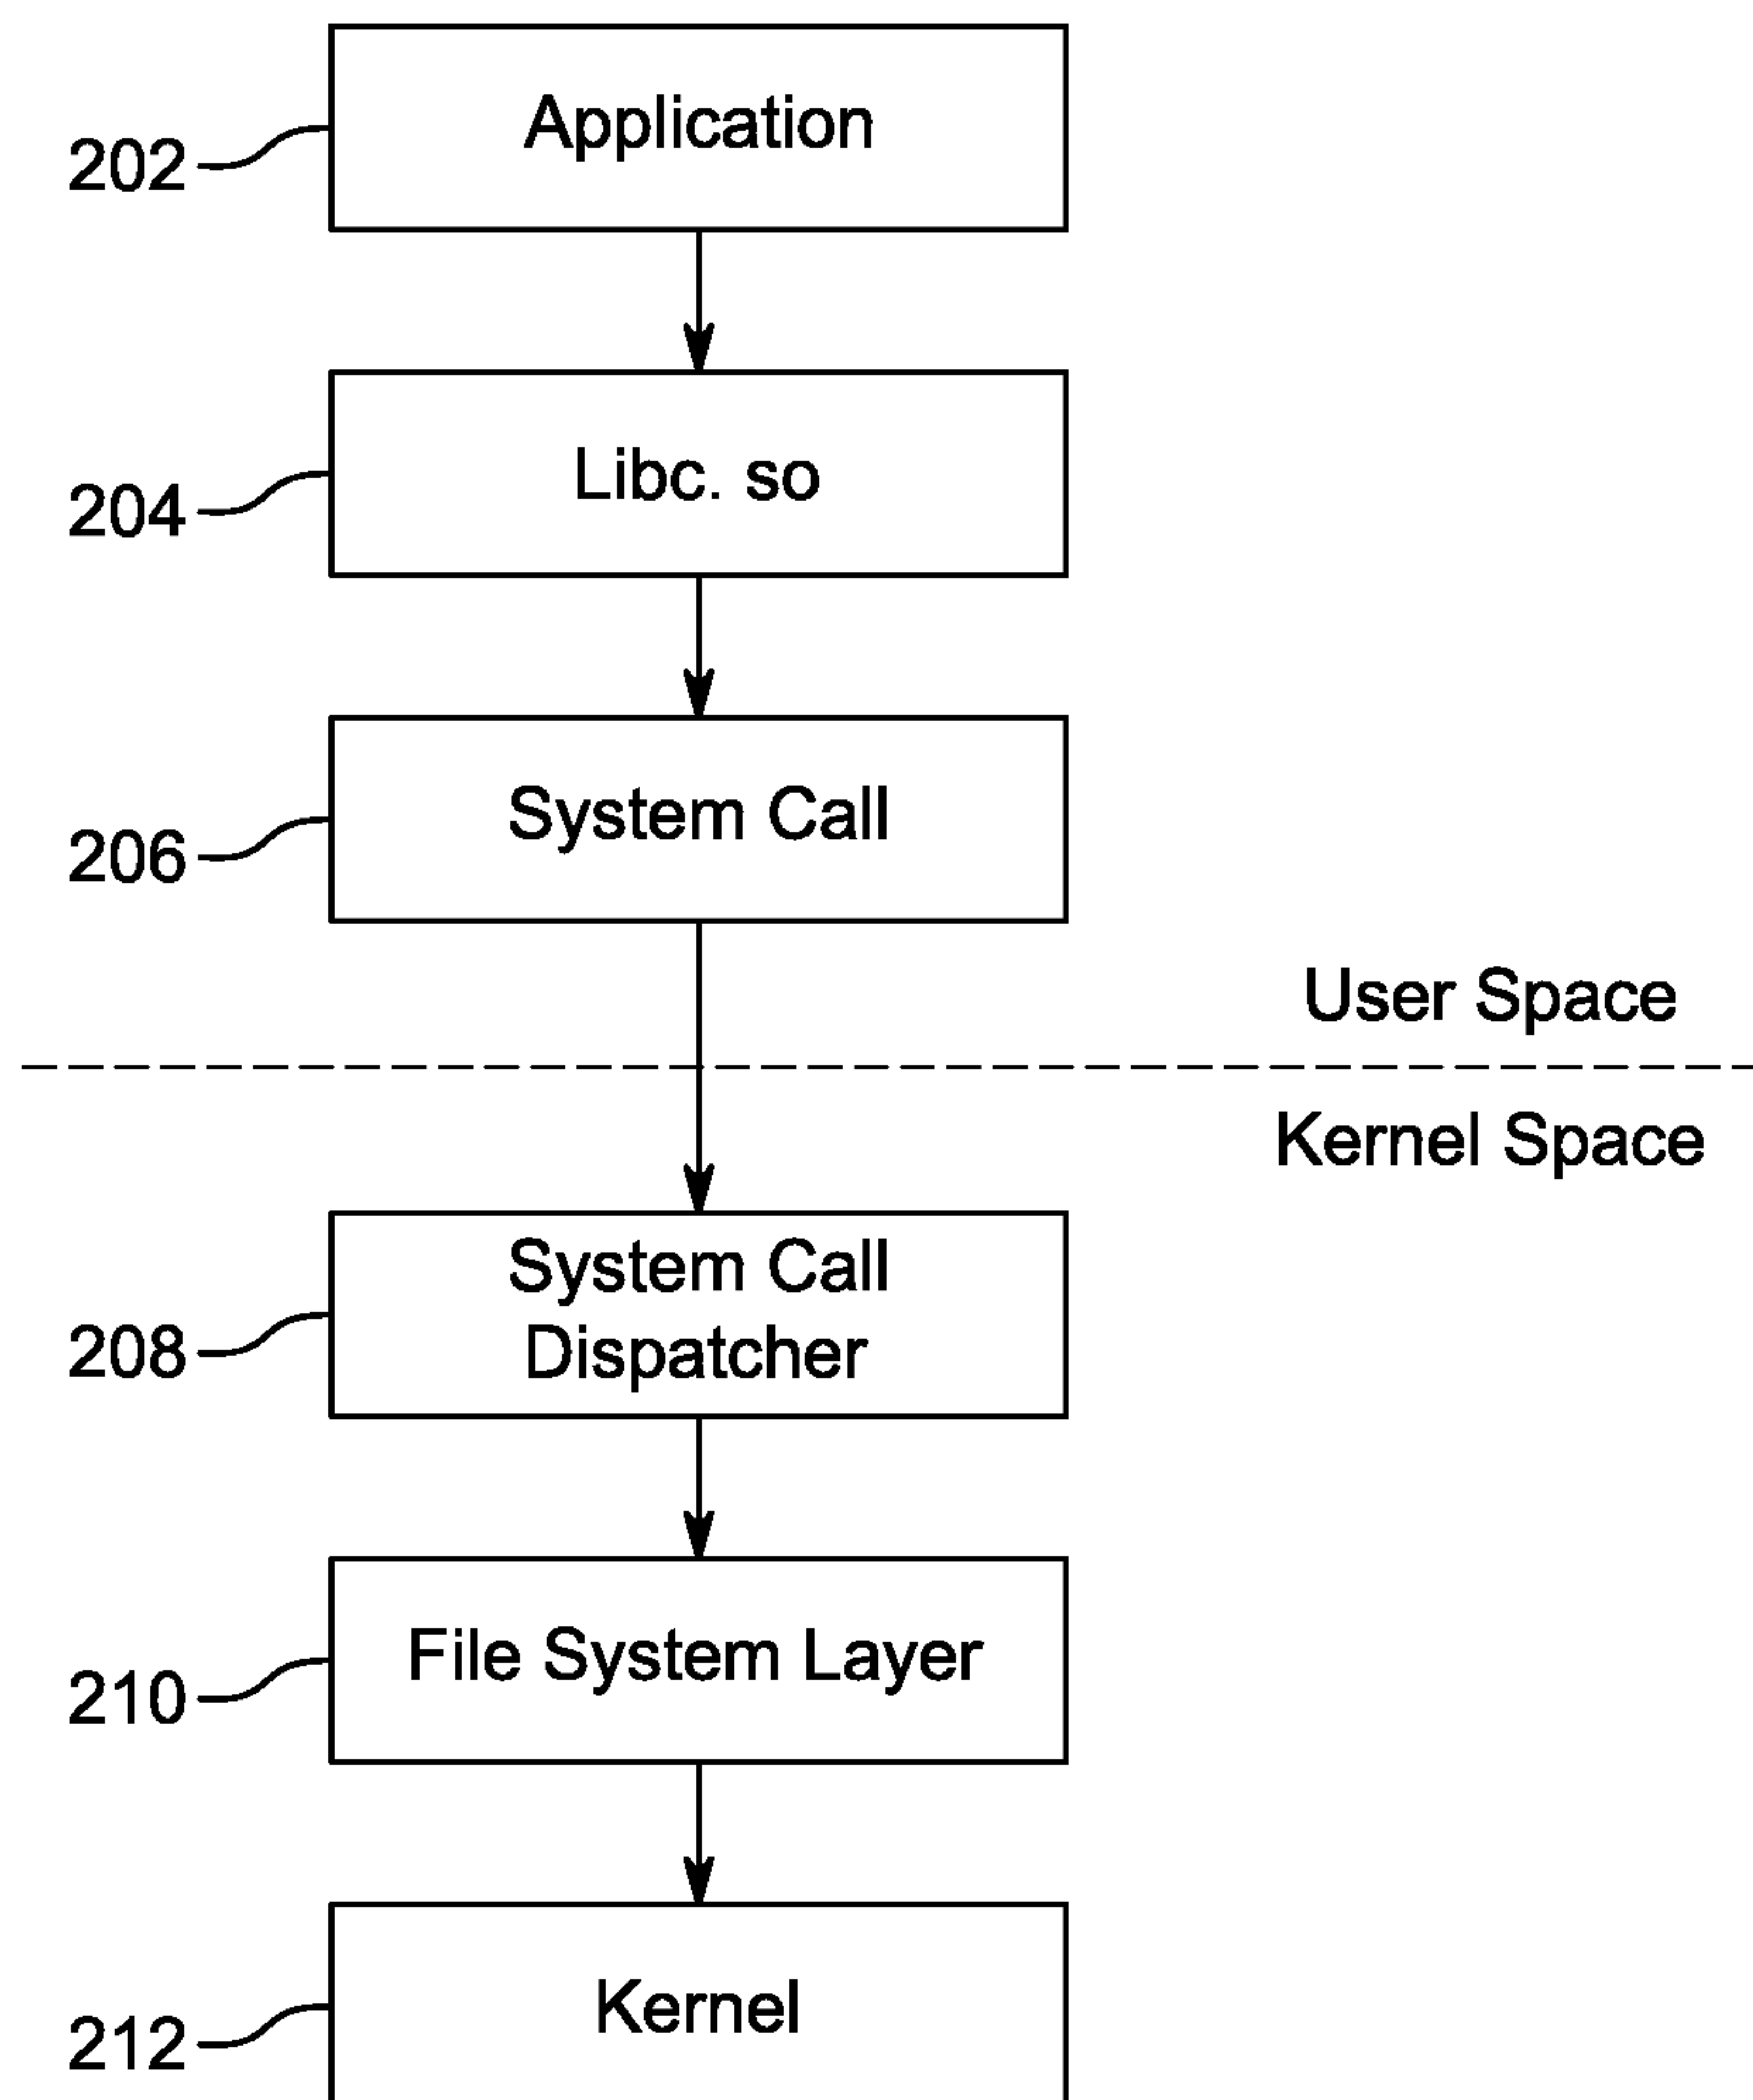 Application
202
Libc. so
204
System Call
206
User Space
Kernel Space
System Call
Dispatcher
208
File System Layer
210
Kernel
212